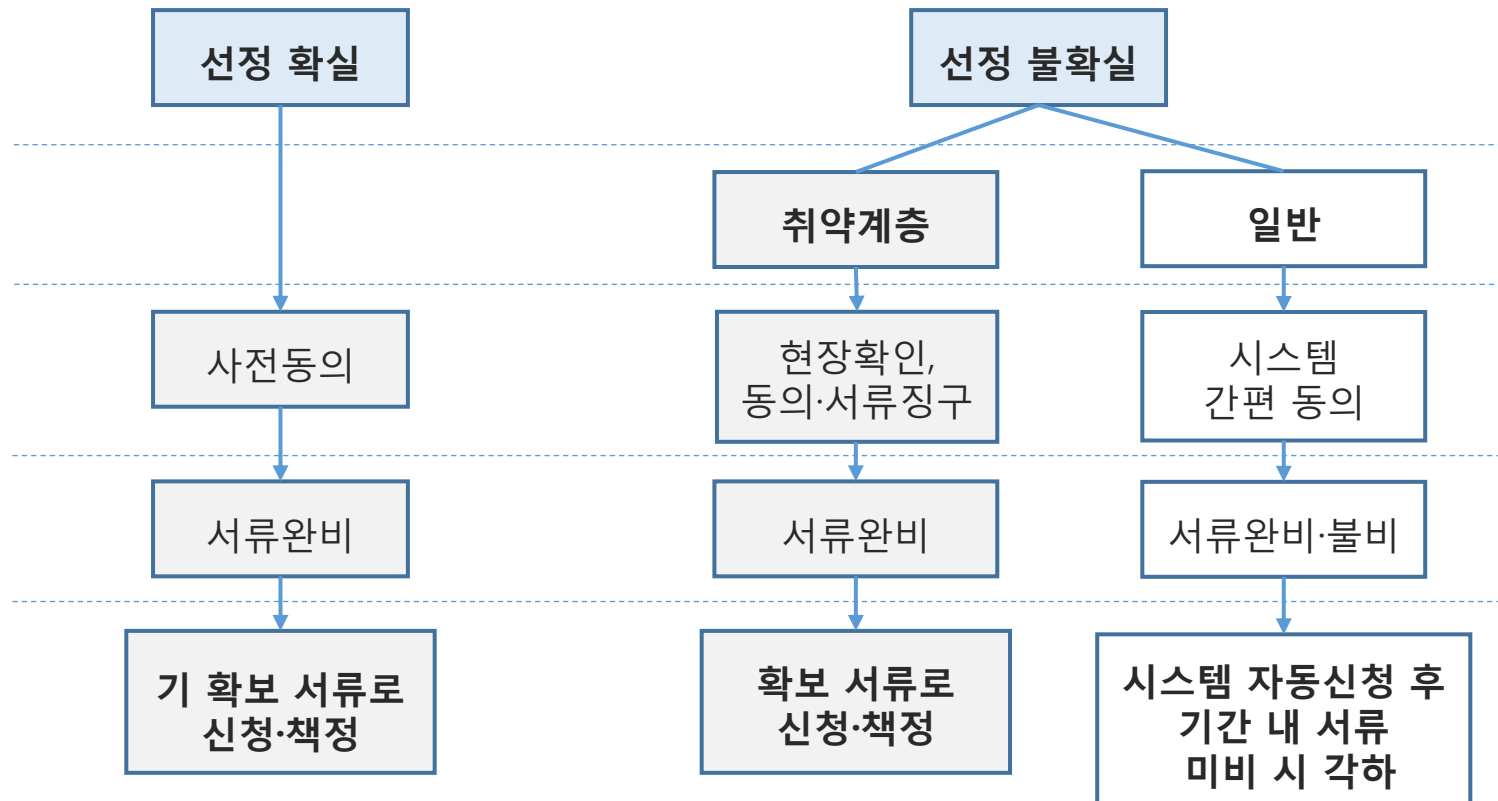 선정 확실
선정 불확실
취약계층
일반
사전동의
현장확인,
동의·서류징구
시스템
간편 동의
서류완비
서류완비
서류완비·불비
기 확보 서류로
신청·책정
확보 서류로
신청·책정
시스템 자동신청 후
기간 내 서류
미비 시 각하